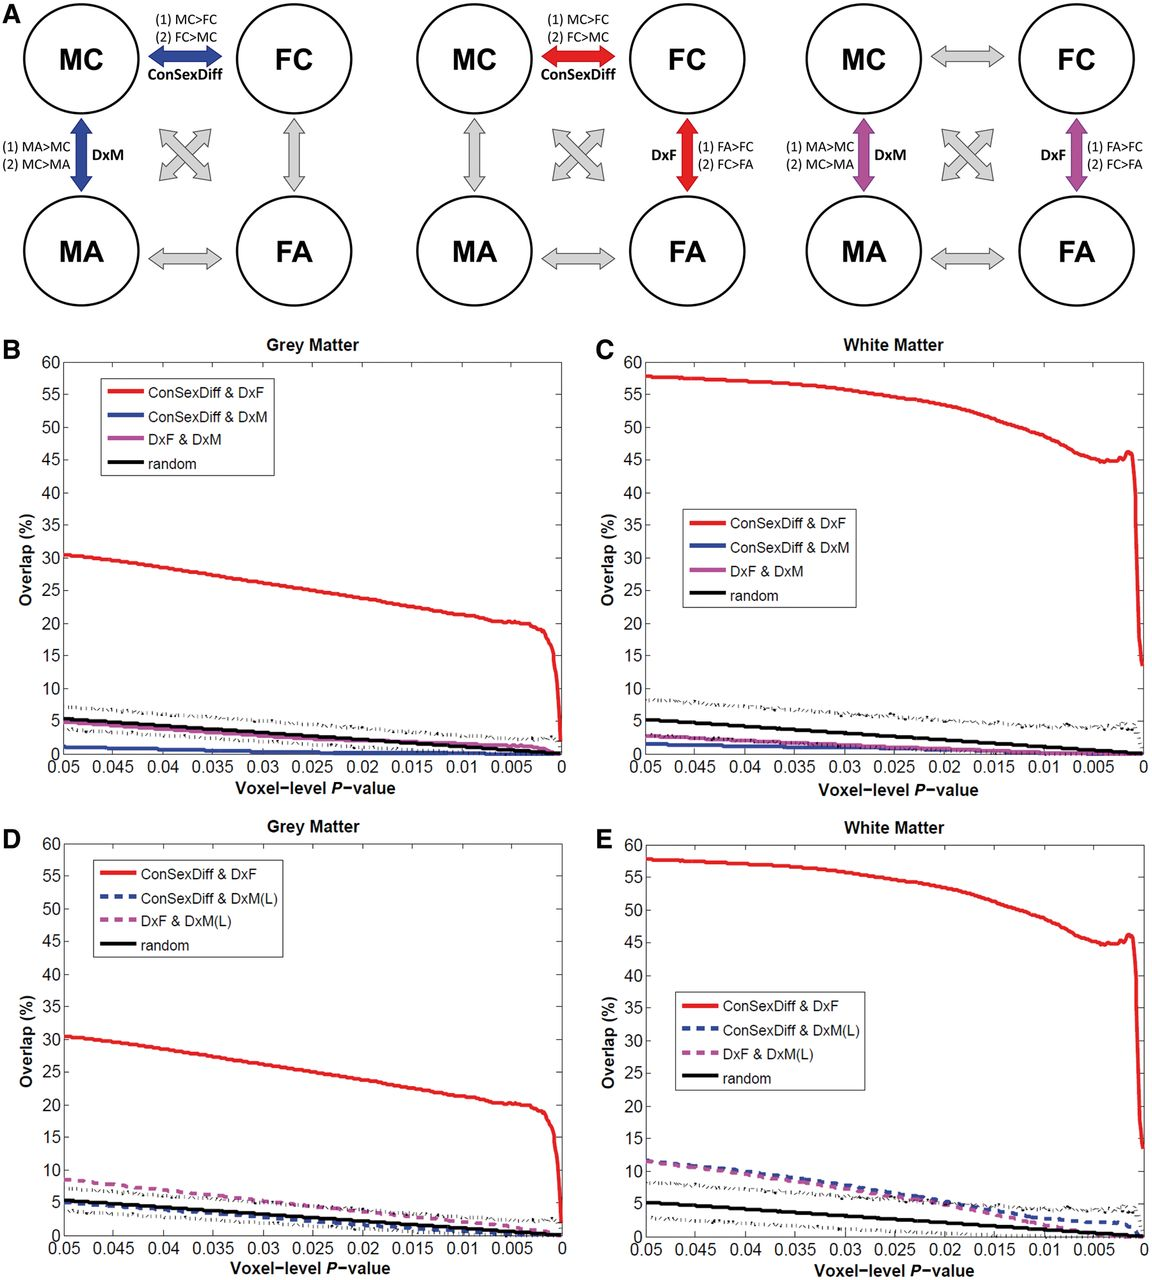 A
(1) MC>FC
(2) FC>MC
MC
FC
ConSexDiff
(1) MA>MC
(2) MC>MA
DxM
MA
FA
(1) MC>FC
(2) FC>MC
MC
FC
ConSexDiff
DxF
(1) FA>FC
(2) FC>FA
MA
FA
MC
FC
(1) MA>MC
(2) MC>MA
DxM
DxF
(1) FA>FC
(2) FC>FA
MA
FA
B
Grey Matter
60
55
50
45
40
35
30
25
20
15
10
5
0
Overlap (%)
ConSexDiff & DxF
ConSexDiff & DxM
DxF & DxM
random
0.05 0.045 0.04 0.035 0.03 0.025 0.02 0.015 0.01 0.005 0
Voxel−level P−value
C
White Matter
60
55
50
45
40
35
30
25
20
15
10
5
0
Overlap (%)
ConSexDiff & DxF
ConSexDiff & DxM
DxF & DxM
random
0.05 0.045 0.04 0.035 0.03 0.025 0.02 0.015 0.01 0.005 0
Voxel−level P−value
D
Grey Matter
60
55
50
45
40
35
30
25
20
15
10
5
0
Overlap (%)
ConSexDiff & DxF
ConSexDiff & DxM(L)
DxF & DxM(L)
random
0.05 0.045 0.04 0.035 0.03 0.025 0.02 0.015 0.01 0.005 0
Voxel−level P−value
E
White Matter
60
55
50
45
40
35
30
25
20
15
10
5
0
Overlap (%)
ConSexDiff & DxF
ConSexDiff & DxM(L)
DxF & DxM(L)
random
0.05 0.045 0.04 0.035 0.03 0.025 0.02 0.015 0.01 0.005 0
Voxel−level P−value